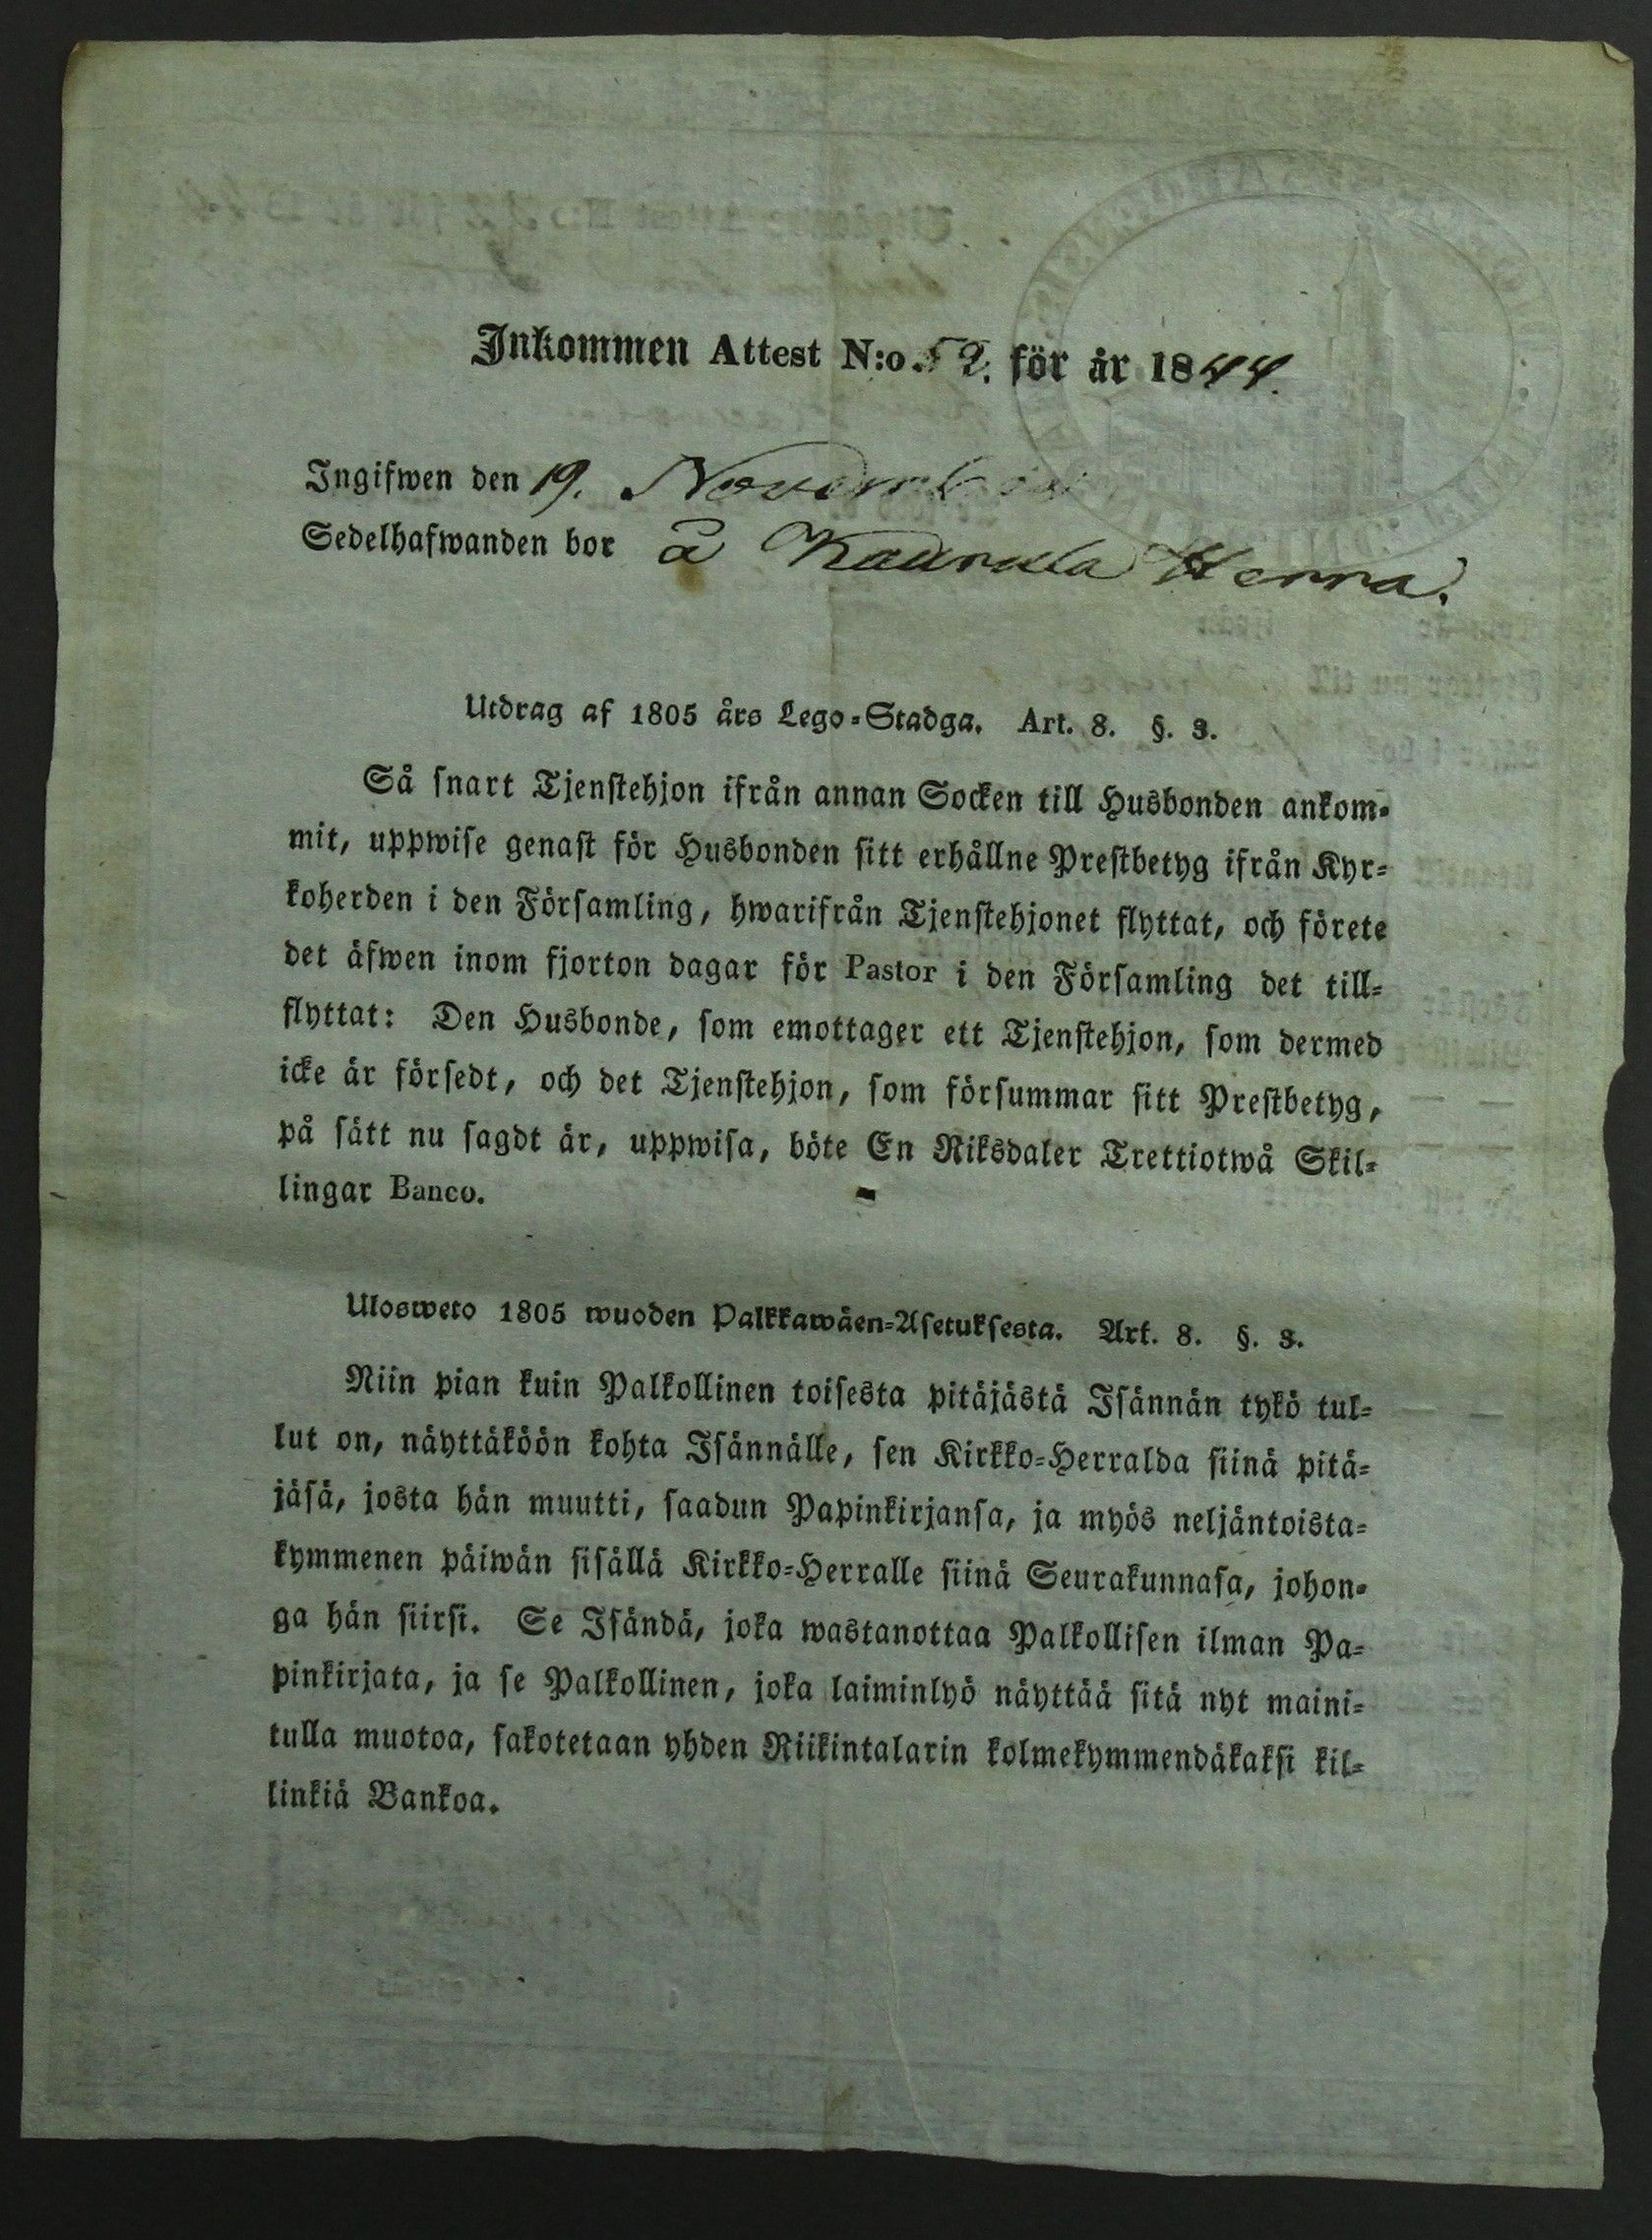 Inkommen Attest N:o 52. för år 1844.
Ingifwen den 19. November
Sedelhafwanden bor å Kaurula Herra.
Utdrag af 1805 års Lego-Stadga. Art. 8. §. 3.
Så snart Tjenstehjon ifrån annan Socken till Husbonden ankom-
mit, uppwise genast för Husbonden sitt erhållne Prestbetyg ifrån Kyr-
koherden i den Församling, hwarifrån Tjenstehjonet flyttat, och förete
det äfwen inom fjorton dagar för Pastor i den Församling det till-
flyttat: Den Husbonde, som emottager ett Tjenstehjon, som dermed
icke är försedt, och det Tjenstehjon, som försummar sitt Prestbetyg,
på sätt nu sagdt är, uppwisa, böte En Riksdaler Trettiotwå Skil-
lingar Banco.
Ulosweto 1805 wuoden Palkkawäen-Asetuksesta. Art. 8. §. 3.
Niin pian kuin Palkollinen toisesta pitäjästä Isännän tykö tul-
lut on, näyttäköön kohta Isännälle, sen Kirkko-Herralda siinä pitä-
jäsä, josta hän muutti, saadun Papinkirjansa, ja myös neljäntoista-
kymmenen päiwän sisällä Kirkko-Herralle siinä Seurakunnasa, johon-
ga hän siirsi. Se Isändä, joka wastanottaa Palkollisen ilman Pa-
pinkirjata, ja se Palkollinen, joka laiminlyö näyttää sitä nyt maini-
tulla muotoa, sakotetaan yhden Riikintalarin kolmekymmendäkaksi kil-
linkiä Bankoa.